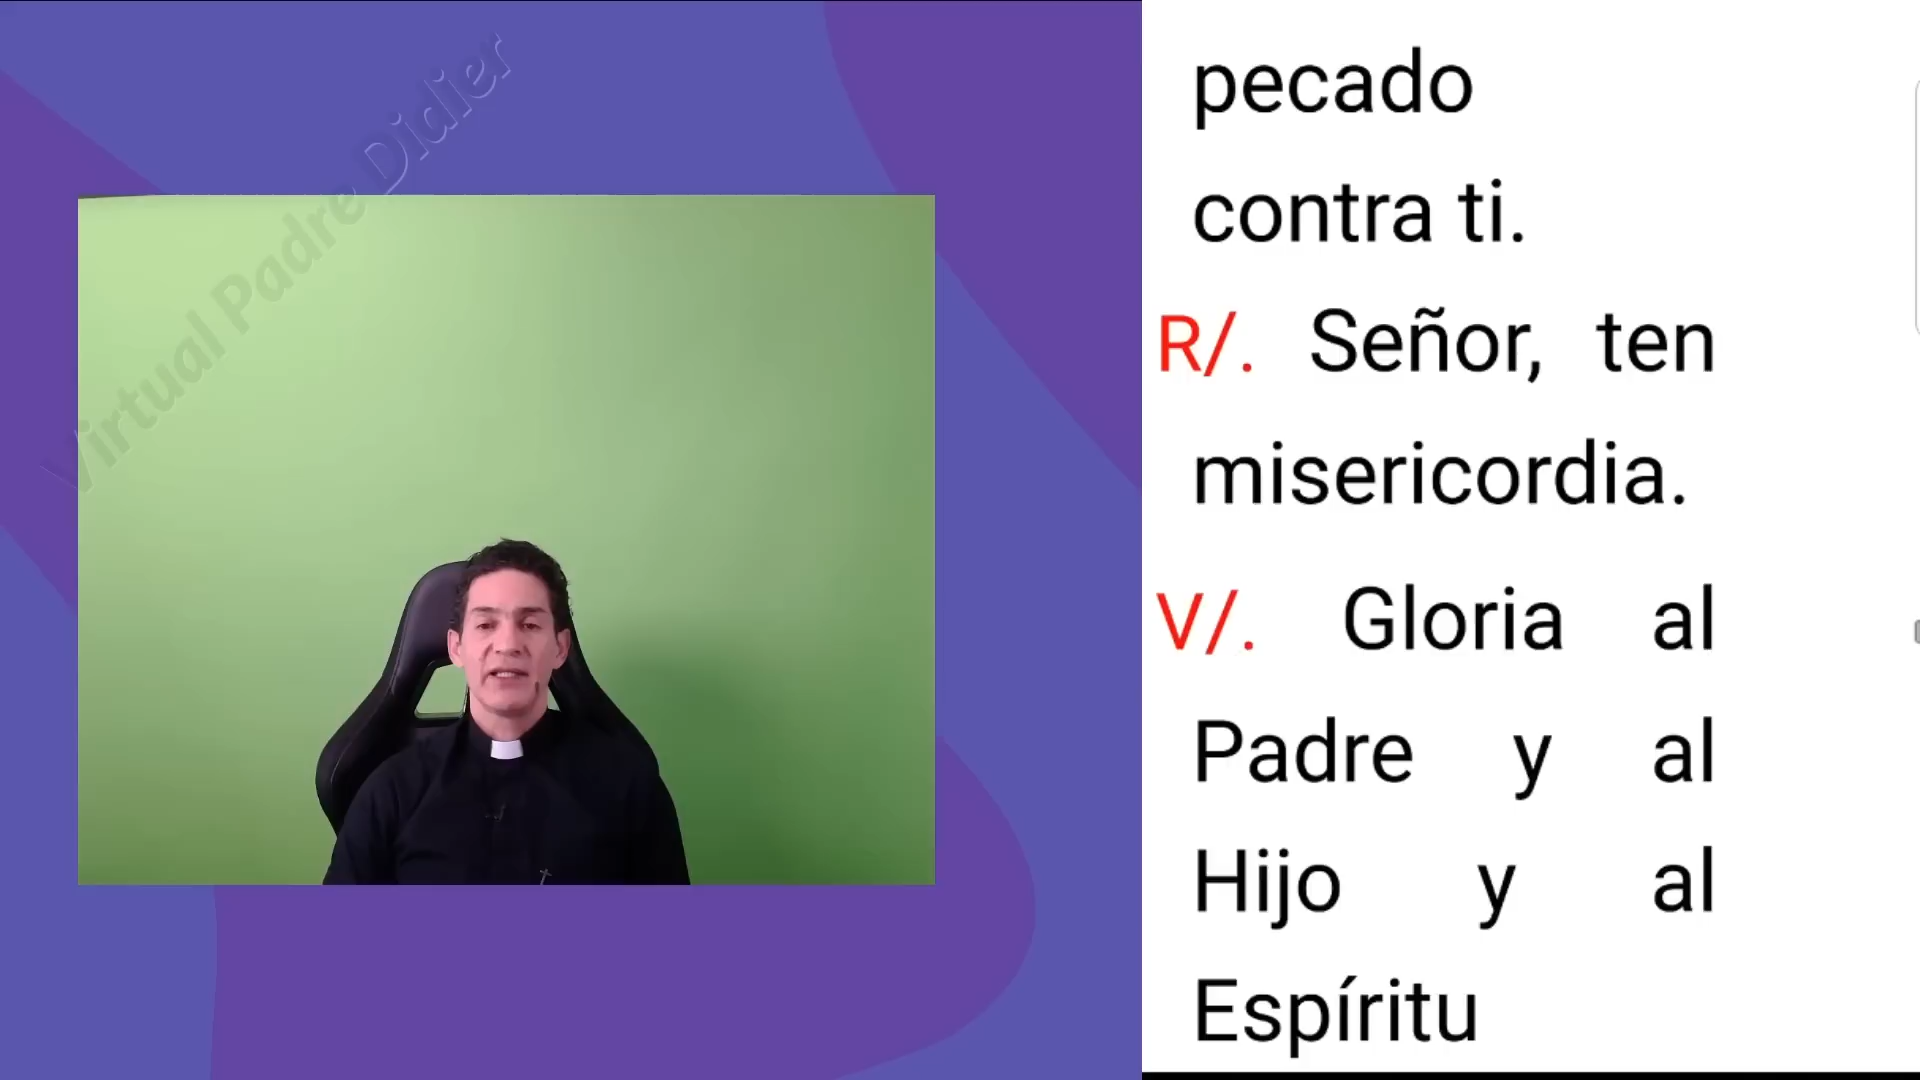 Virtual Padre Didier
pecado
contra ti.
R/. Señor, ten
misericordia.
V/. Gloria al
Padre y al
Hijo y al
Espíritu